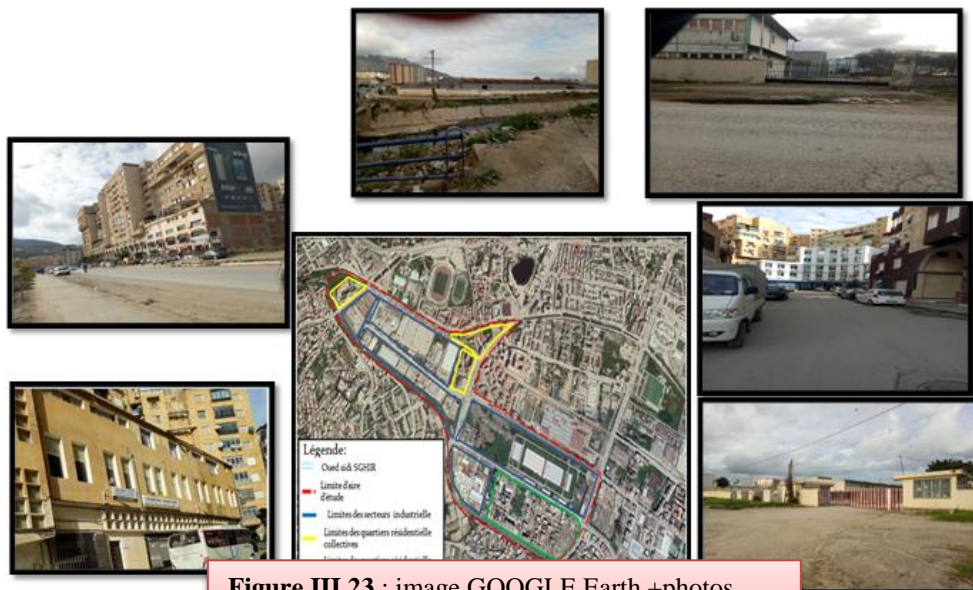 Légende:
Oued sidi SGHIR
Limite d'aire
d'étude
Limites des secteurs industrielle
Limites des quartiers résidentielle
collectives
Figure III.23 : image GOOGLE Earth +photos